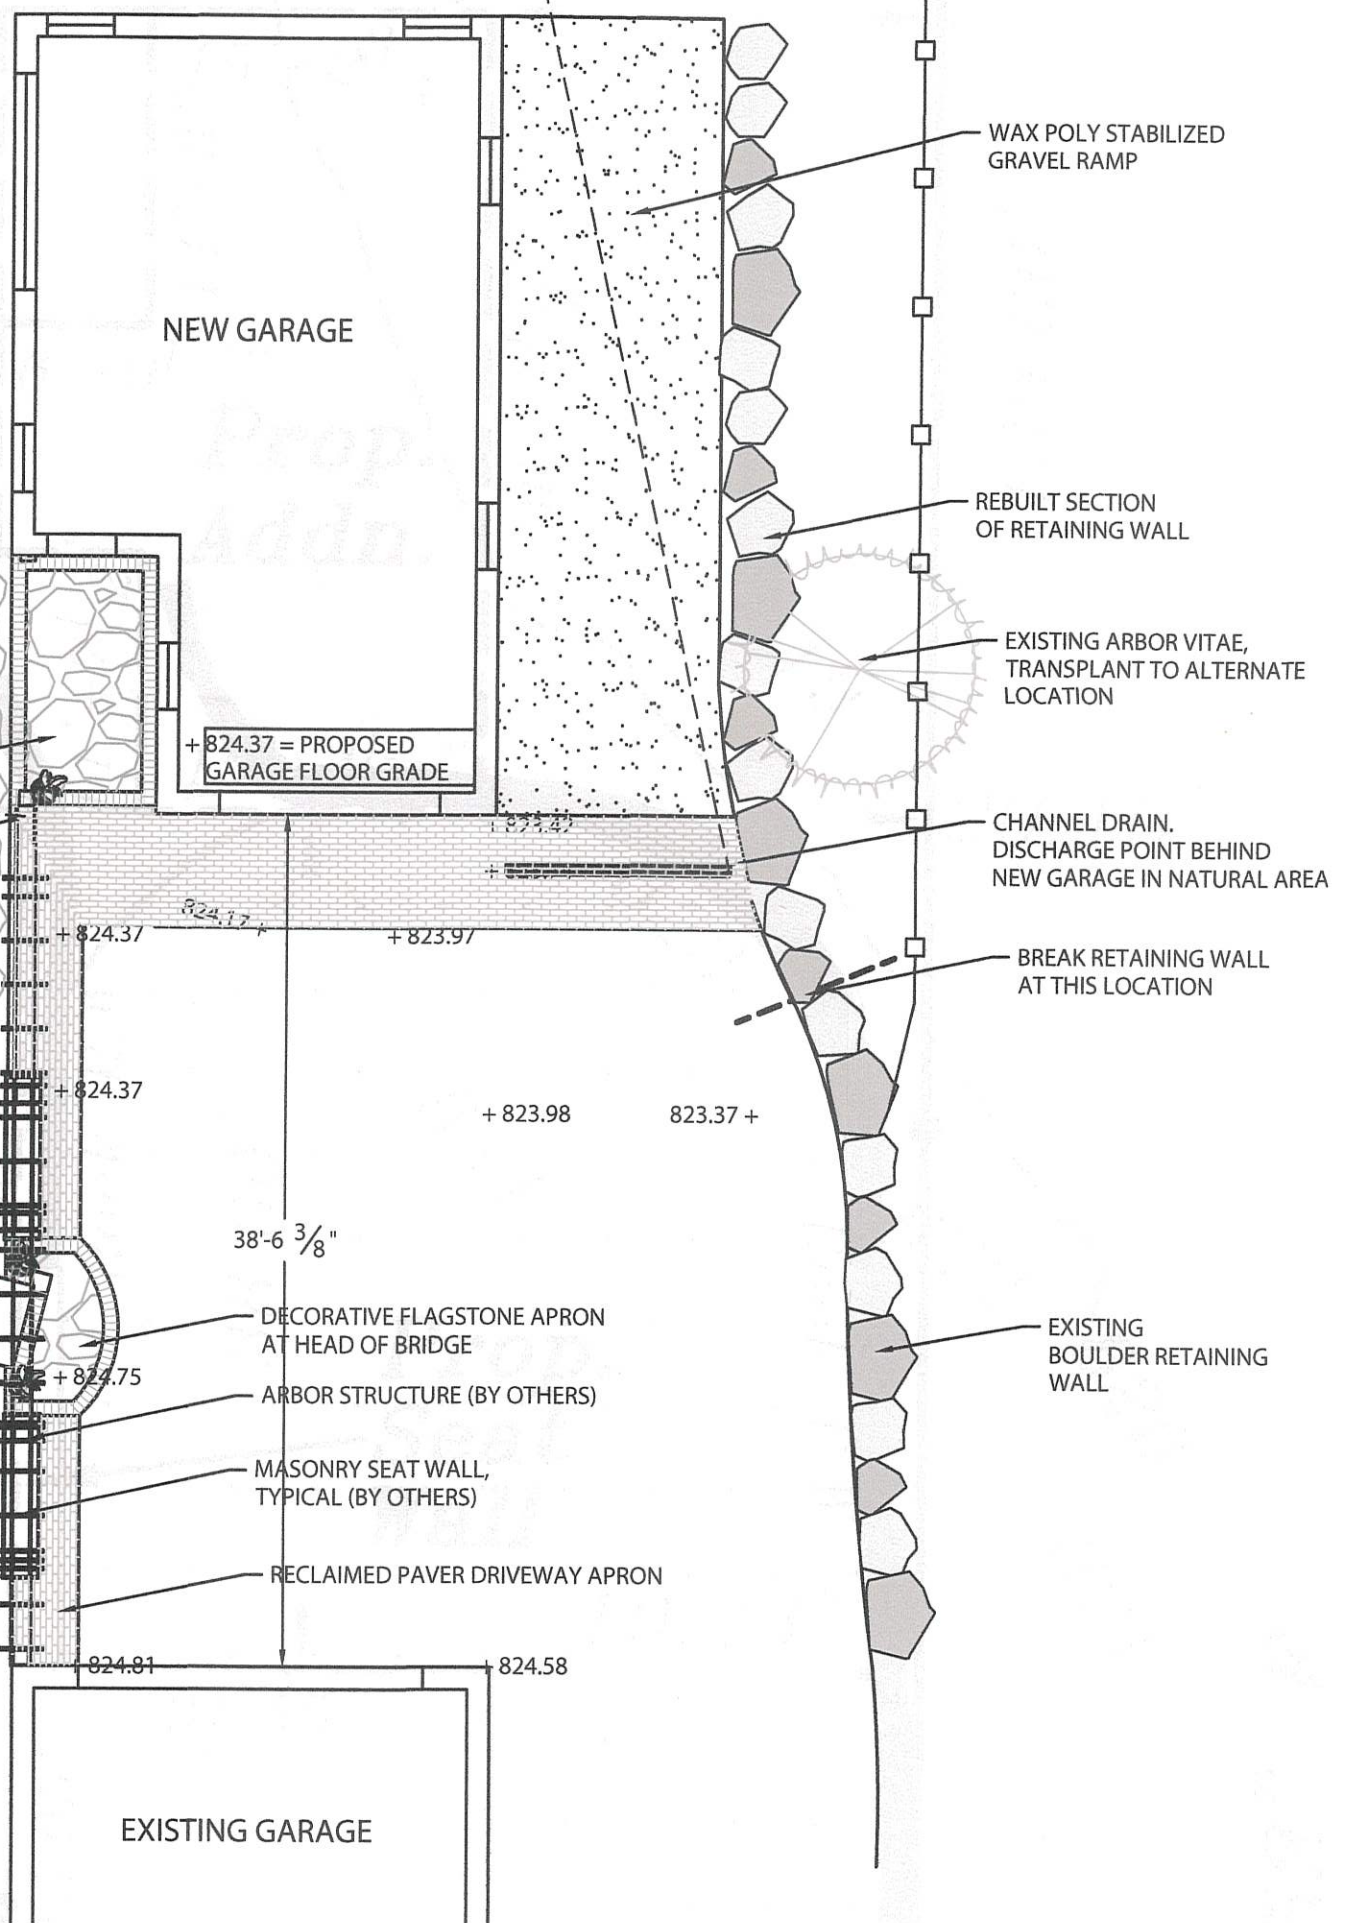 WAX POLY STABILIZED
GRAVEL RAMP
NEW GARAGE
Prop.
Addn.
REBUILT SECTION
OF RETAINING WALL
EXISTING ARBOR VITAE,
TRANSPLANT TO ALTERNATE
LOCATION
+ 824.37 = PROPOSED
GARAGE FLOOR GRADE
CHANNEL DRAIN.
DISCHARGE POINT BEHIND
NEW GARAGE IN NATURAL AREA
824.17 +
+ 824.37
+ 823.97
BREAK RETAINING WALL
AT THIS LOCATION
+ 824.37
+ 823.98
823.37 +
38'-6 3/8"
DECORATIVE FLAGSTONE APRON
AT HEAD OF BRIDGE
EXISTING
BOULDER RETAINING
WALL
+ 824.75
ARBOR STRUCTURE (BY OTHERS)
MASONRY SEAT WALL,
TYPICAL (BY OTHERS)
RECLAIMED PAVER DRIVEWAY APRON
+ 824.81
+ 824.58
EXISTING GARAGE